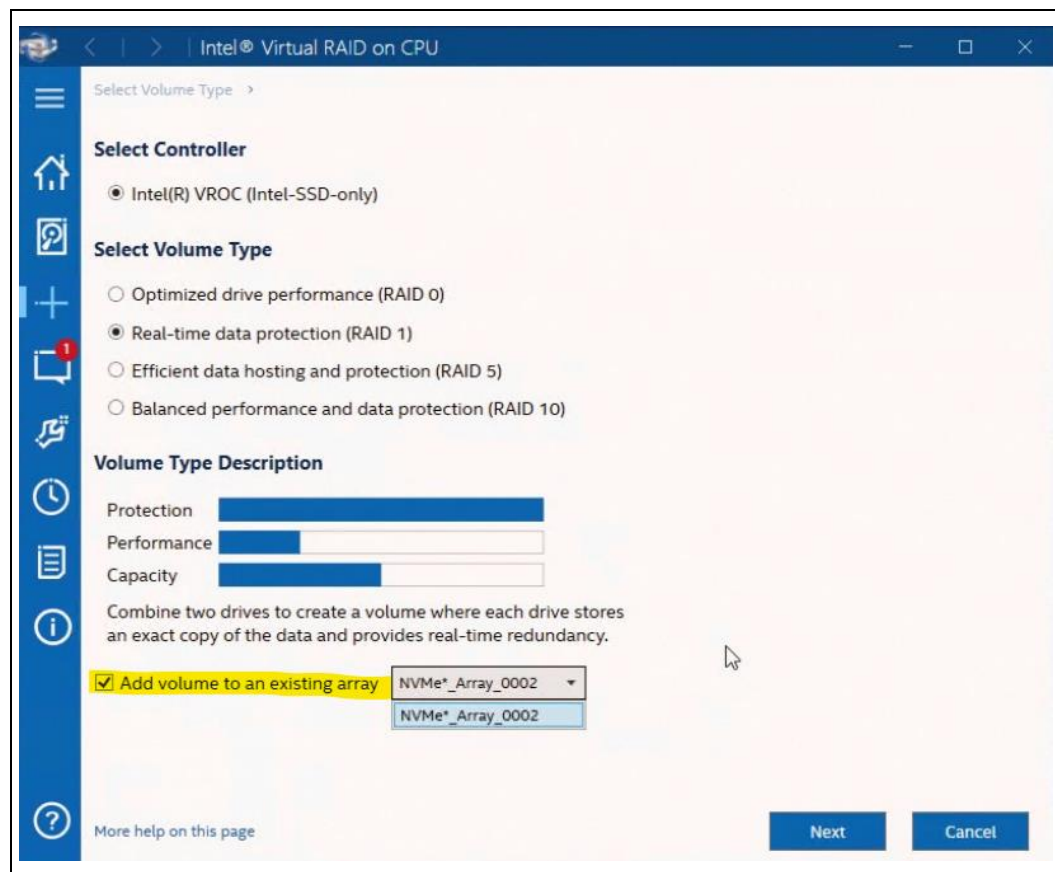 Intel® Virtual RAID on CPU
Select Volume Type >
Select Controller
Intel(R) VROC (Intel-SSD-only)
Select Volume Type
Optimized drive performance (RAID 0)
Real-time data protection (RAID 1)
1
Efficient data hosting and protection (RAID 5)
Balanced performance and data protection (RAID 10)
Volume Type Description
Protection
Performance
Capacity
Combine two drives to create a volume where each drive stores
an exact copy of the data and provides real-time redundancy.
Add volume to an existing array NVMe*_Array_0002
NVMe*_Array_0002
? More help on this page Next Cancel